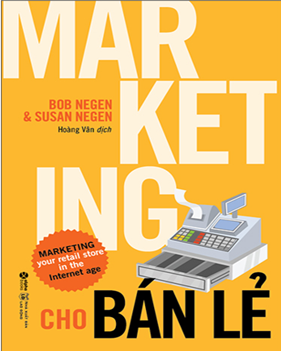 MAR
KET
ING
BOB NEGEN
& SUSAN NEGEN
Hoàng Vân dịch
MARKETING
your retail store
in the
Internet age
CHO BÁN LẺ